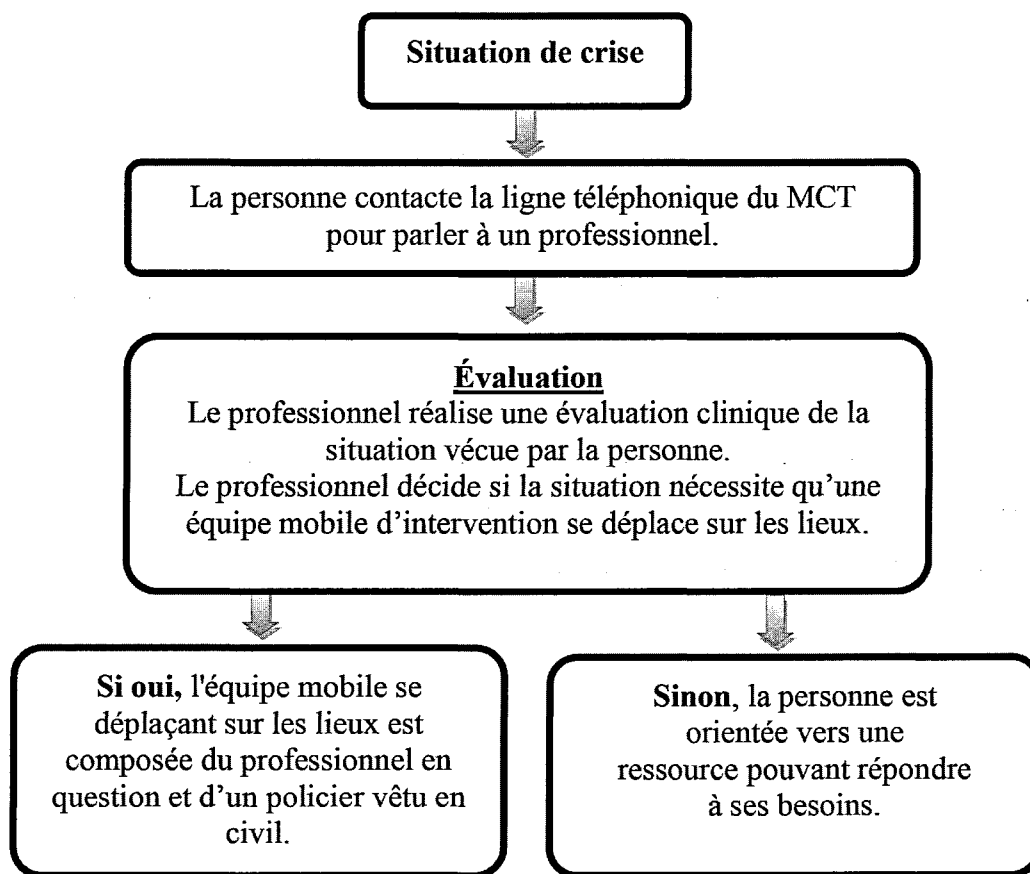 Situation de crise
La personne contacte la ligne téléphonique du MCT
pour parler à un professionnel.
Évaluation
Le professionnel réalise une évaluation clinique de la
situation vécue par la personne.
Le professionnel décide si la situation nécessite qu'une
équipe mobile d'intervention se déplace sur les lieux.
Si oui, l'équipe mobile se
déplaçant sur les lieux est
composée du professionnel en
question et d'un policier vêtu en
civil.
Sinon, la personne est
orientée vers une
ressource pouvant répondre
à ses besoins.